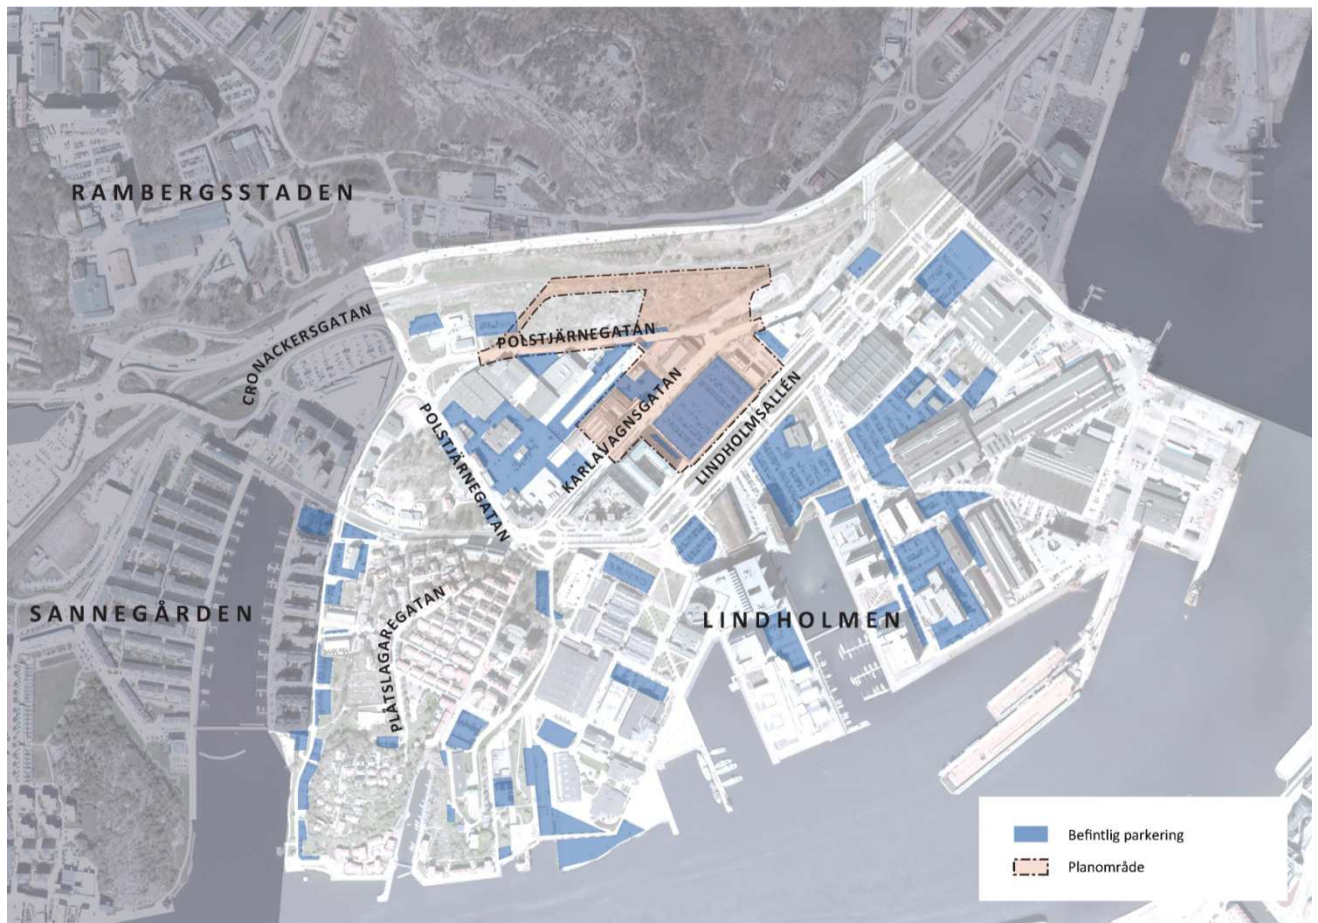 RAMBERGSSTADEN
CRONACKERSGATAN
POLSTJÄRNEGATAN
POLSTJÄRNEGATAN
KARLAVAGNSGATAN
LINDHOLMSALLÉN
SANNEGÅRDEN
PLÅTSLAGAREGATAN
LINDHOLMEN
Befintlig parkering
Planområde